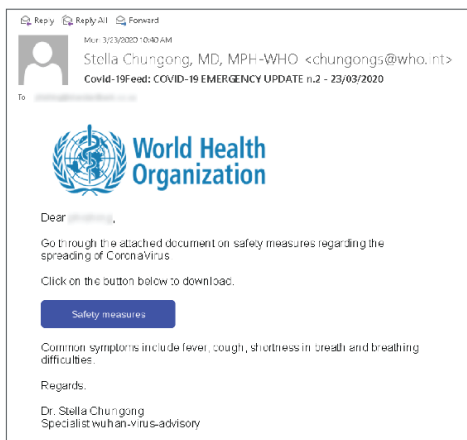 Reply Reply All Forward
Mon 3/23/2020 10:40 AM
Stella Chungong, MD, MPH-WHO <chungongs@who.int>
Covid-19Feed: COVID-19 EMERGENCY UPDATE n.2 - 23/03/2020
To
World Health
Organization
Dear ,
Go through the attached document on safety measures regarding the
spreading of CoronaVirus
Click on the button below to download.
Safety measures
Common symptoms include fever, cough, shortness in breath and breathing
difficulties.
Regards.
Dr. Stella Chungong
Specialist wuhan-virus-advisory